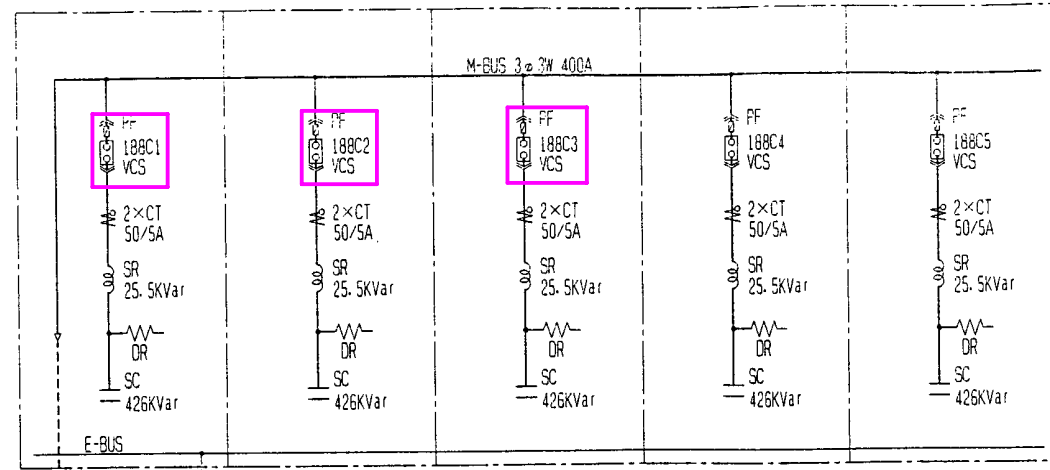 M-BUS 3φ3W 400A
PF
188C1
VCS
2×CT
50/5A
SR
25.5KVar
DR
SC
426KVar
PF
188C2
VCS
2×CT
50/5A
SR
25.5KVar
DR
SC
426KVar
PF
188C3
VCS
2×CT
50/5A
SR
25.5KVar
DR
SC
426KVar
PF
188C4
VCS
2×CT
50/5A
SR
25.5KVar
DR
SC
426KVar
PF
188C5
VCS
2×CT
50/5A
SR
25.5KVar
DR
SC
426KVar
E-BUS